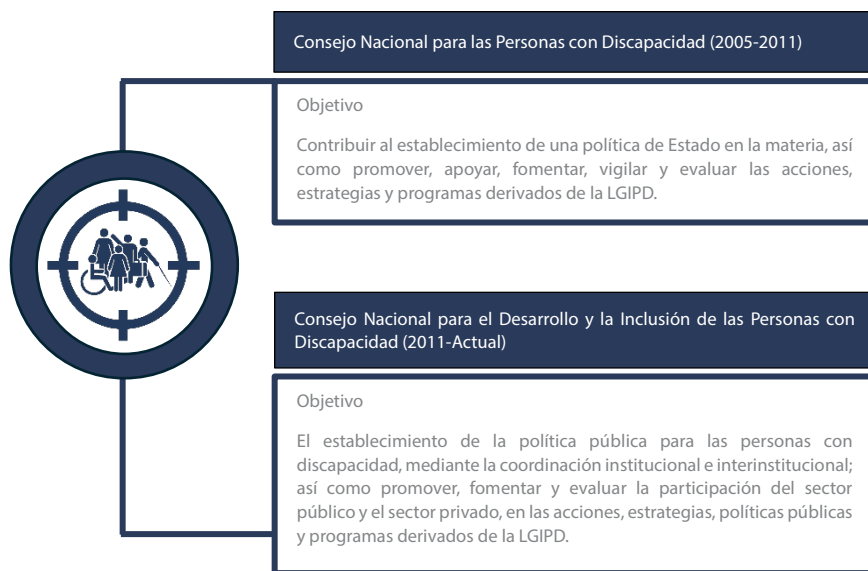 Consejo Nacional para las Personas con Discapacidad (2005-2011)
Objetivo
Contribuir al establecimiento de una política de Estado en la materia, así
como promover, apoyar, fomentar, vigilar y evaluar las acciones,
estrategias y programas derivados de la LGIPD.
Consejo Nacional para el Desarrollo y la Inclusión de las Personas con
Discapacidad (2011-Actual)
Objetivo
El establecimiento de la política pública para las personas con
discapacidad, mediante la coordinación institucional e interinstitucional;
así como promover, fomentar y evaluar la participación del sector
público y el sector privado, en las acciones, estrategias, políticas públicas
y programas derivados de la LGIPD.